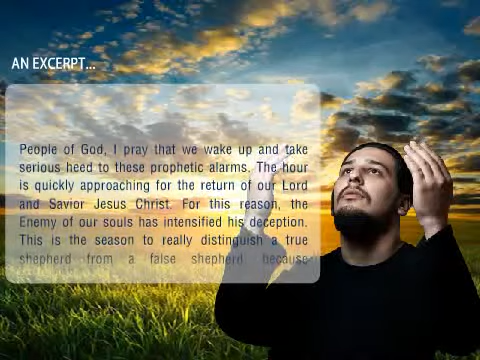 AN EXCERPT...
People of God, I pray that we wake up and take
serious heed to these prophetic alarms. The hour
is quickly approaching for the return of our Lord
and Savior Jesus Christ. For this reason, the
Enemy of our souls has intensified his deception.
This is the season to really distinguish a true
shepherd from a false shepherd because